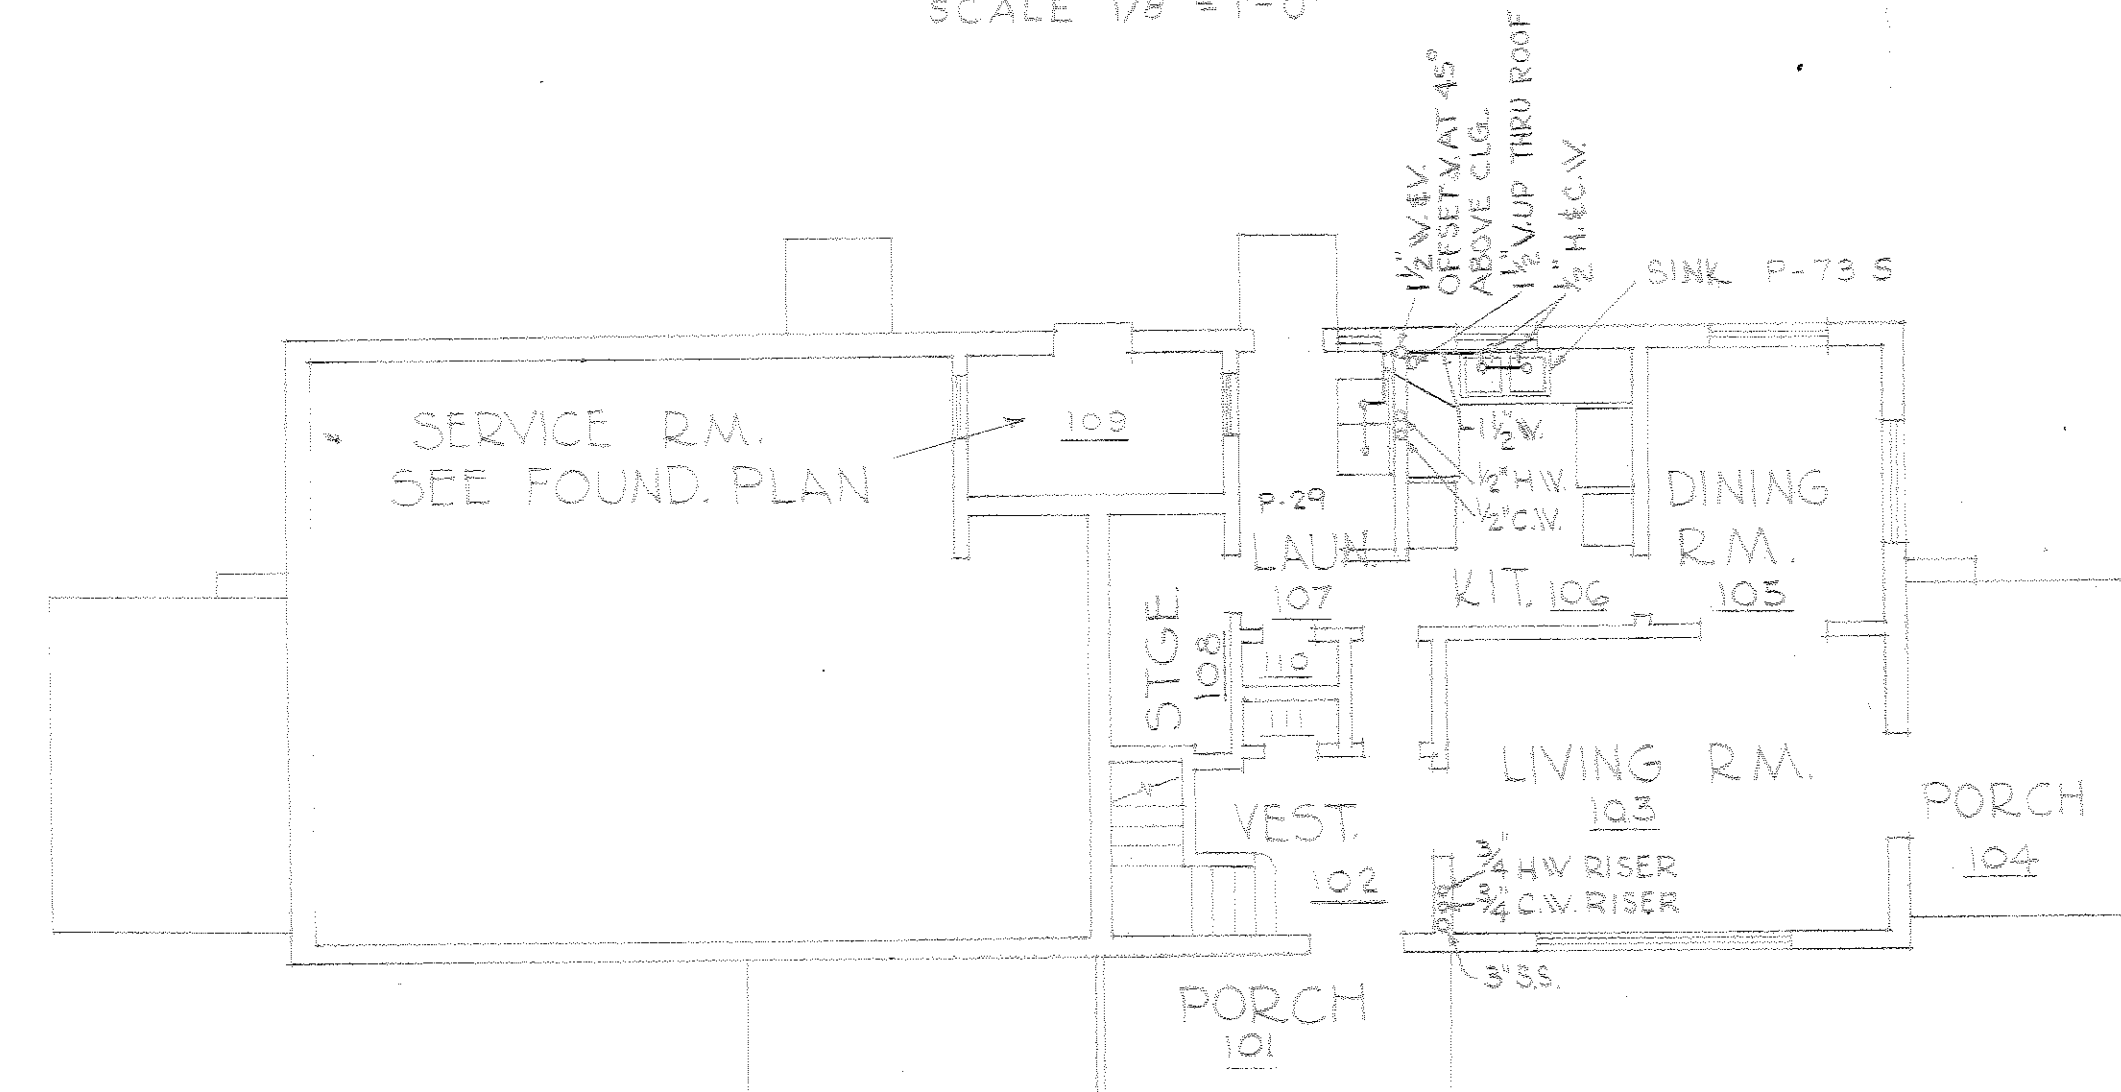 SCALE 1/8" = 1'-0"
1½" W. & V.
OFFSET V. AT 45°
ABOVE CLG.
1½" V. UP THRU ROOF
½" H. & C. W.
SINK P-73 S
SERVICE RM.
SEE FOUND. PLAN
109
1½" W.
½" H.W.
½" C.W.
P-29
LAUN.
107
KIT. 106
DINING
RM.
105
STGE
108
110
111
LIVING RM.
103
VEST.
102
¾" HW RISER
¾" C.W. RISER
3" S.S.
PORCH
104
PORCH
101